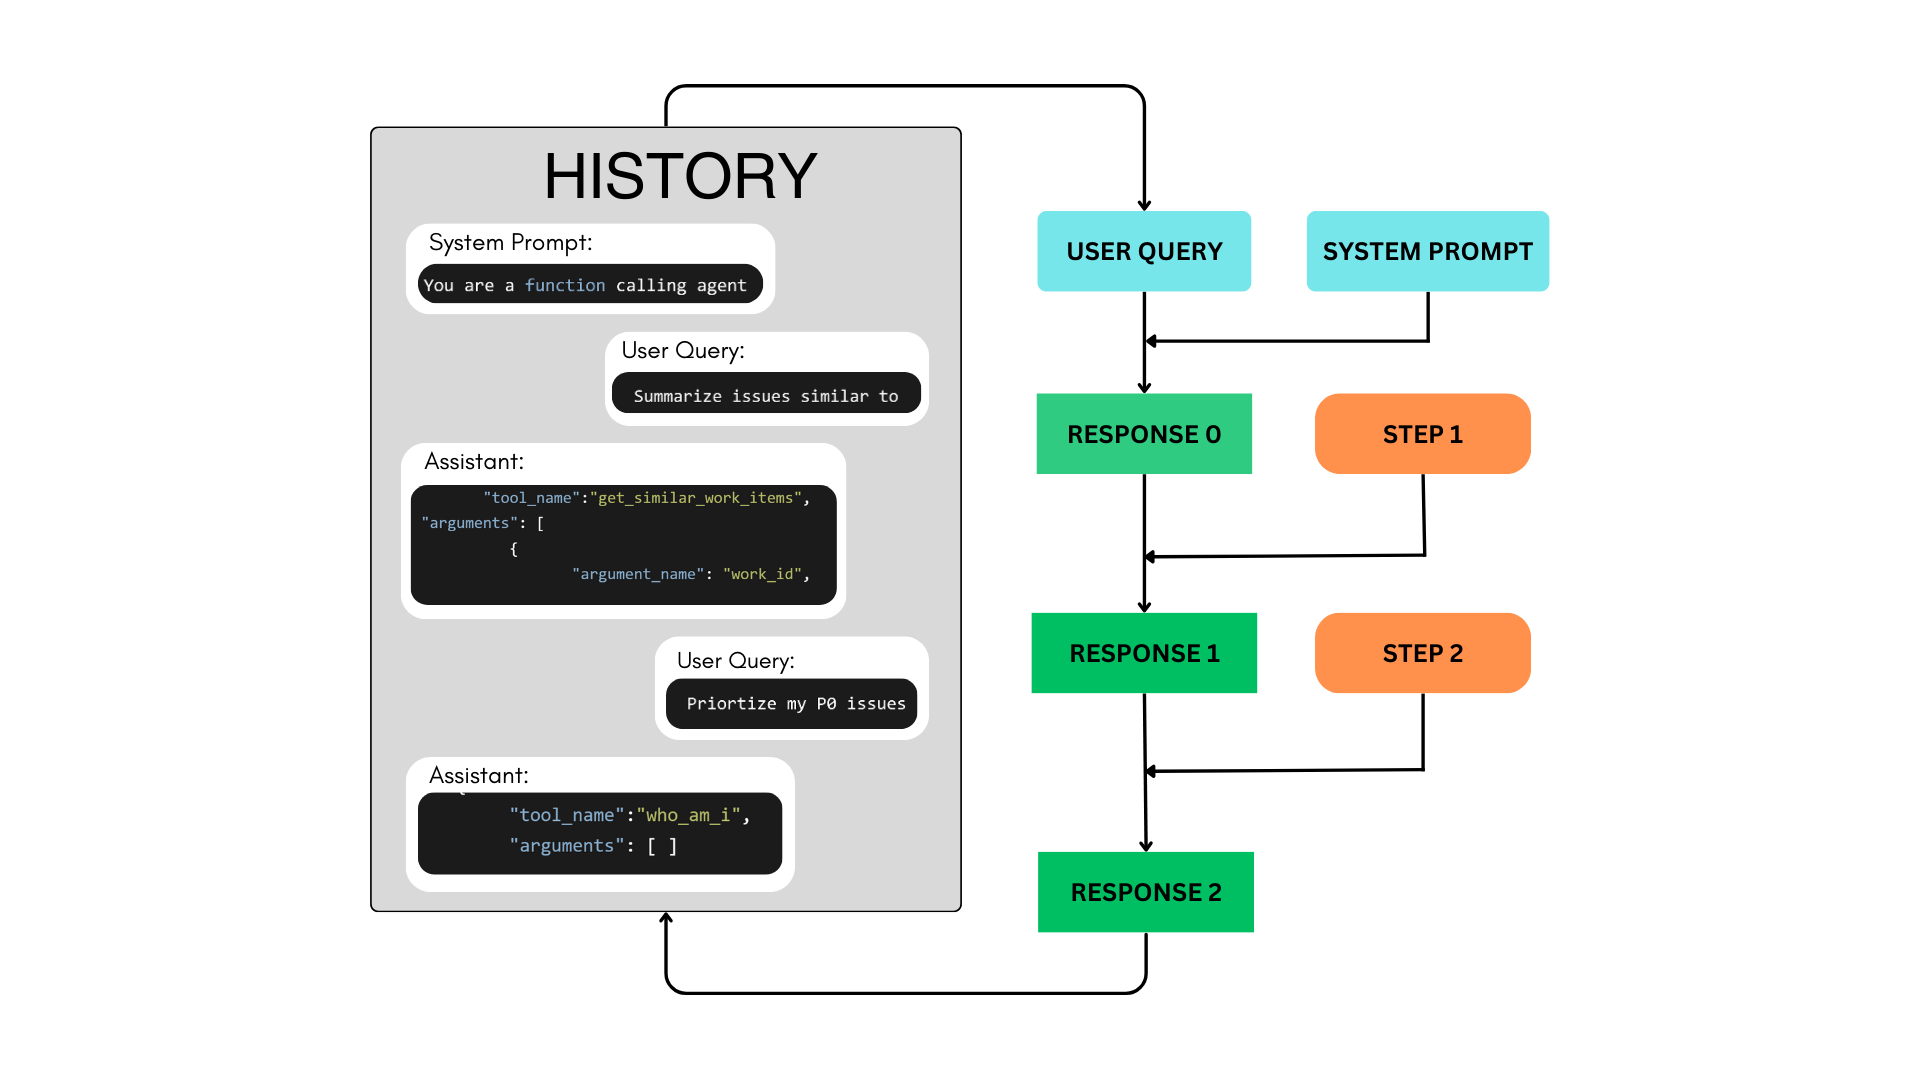 HISTORY
System Prompt:
You are a function calling agent
User Query:
Summarize issues similar to
Assistant:
"tool_name":"get_similar_work_items",
"arguments": [
{
"argument_name": "work_id",
User Query:
Priortize my P0 issues
Assistant:
"tool_name":"who_am_i",
"arguments": [ ]
USER QUERY
SYSTEM PROMPT
RESPONSE 0
STEP 1
RESPONSE 1
STEP 2
RESPONSE 2